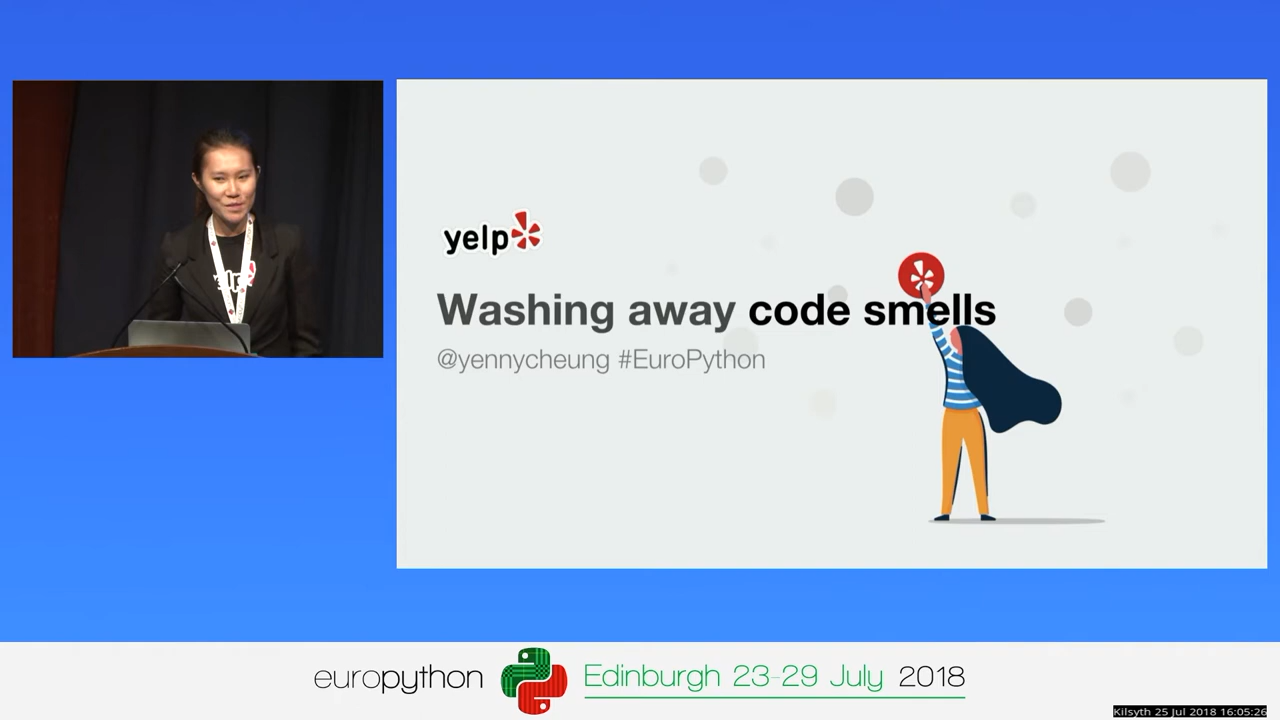 yelp
Washing away code smells
@yennycheung #EuroPython
europython Edinburgh 23-29 July 2018
Kilsyth 25 Jul 2018 16:05:26